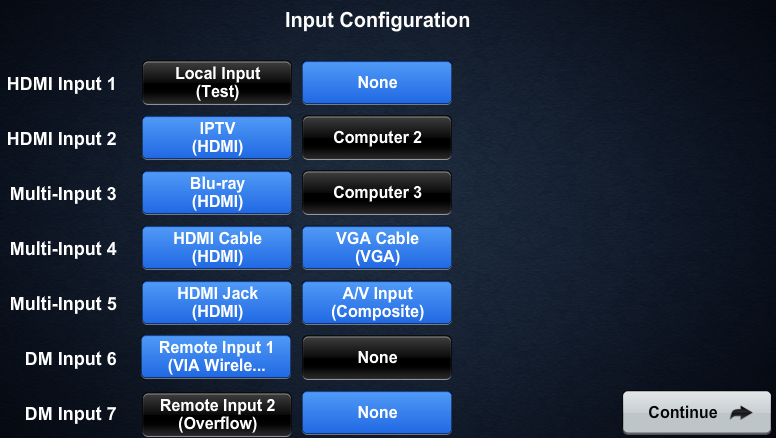 Input Configuration
HDMI Input 1
Local Input
(Test)
None
HDMI Input 2
IPTV
(HDMI)
Computer 2
Multi-Input 3
Blu-ray
(HDMI)
Computer 3
Multi-Input 4
HDMI Cable
(HDMI)
VGA Cable
(VGA)
Multi-Input 5
HDMI Jack
(HDMI)
A/V Input
(Composite)
DM Input 6
Remote Input 1
(VIA Wirele...
None
DM Input 7
Remote Input 2
(Overflow)
None
Continue